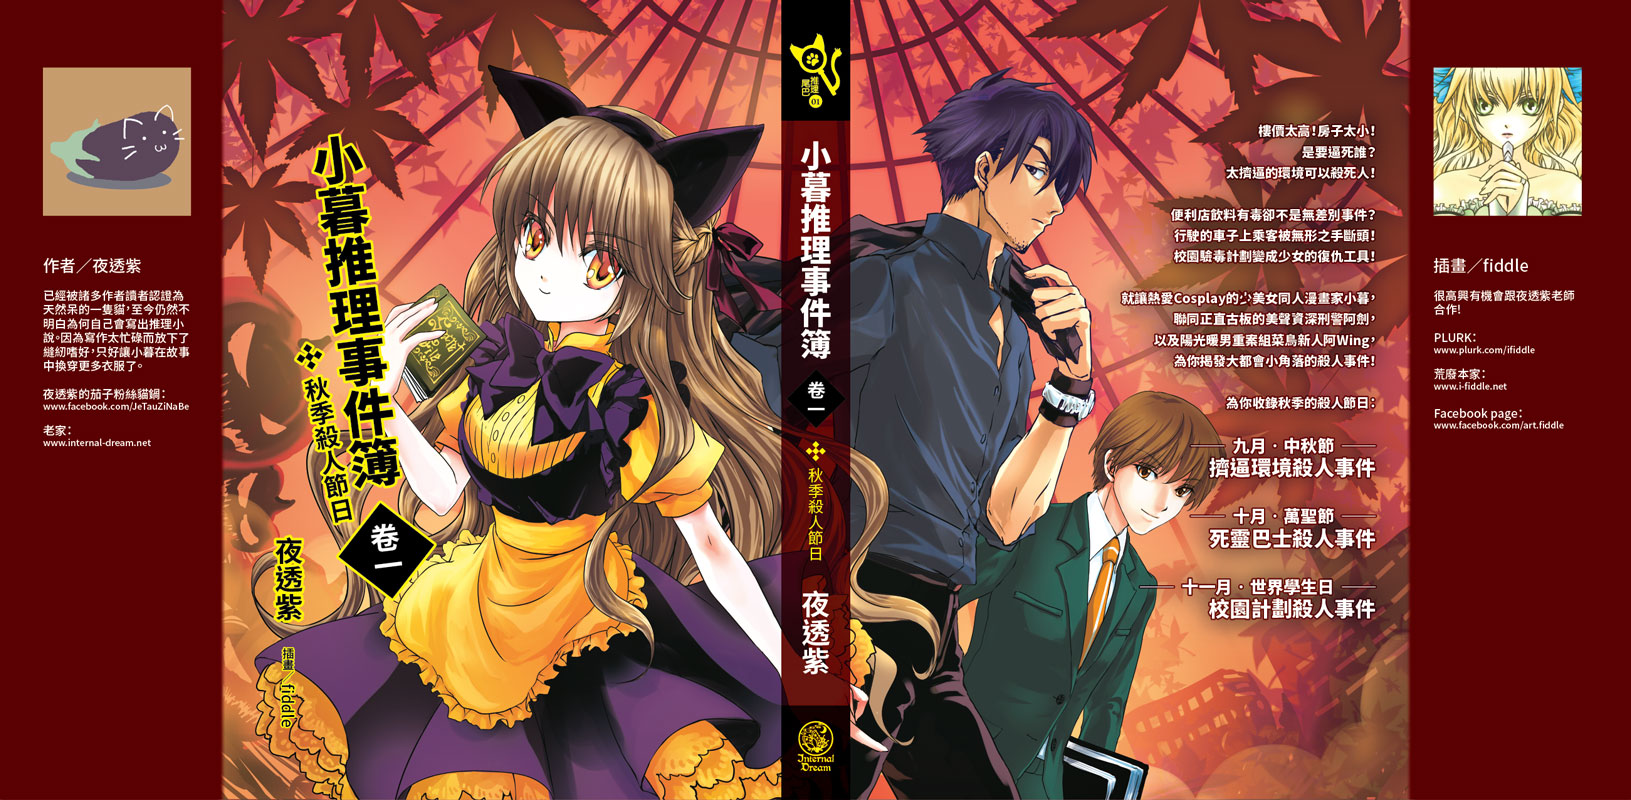 作者／夜透紫
已經被諸多作者讀者認證為
天然呆的一隻貓，至今仍然不
明白為何自己會寫出推理小
說。因為寫作太忙碌而放下了
縫紉嗜好，只好讓小暮在故事
中換穿更多衣服了。
夜透紫的茄子粉絲貓鍋：
www.facebook.com/JeTauZiNaBe
老家：
www.internal-dream.net
小暮推理事件簿
秋季殺人節日
卷一
夜透紫
插畫／fiddle
推理
尾巴
01
小暮推理事件簿
卷一
秋季殺人節日
夜透紫
Internal
Dream
樓價太高！房子太小！
是要逼死誰？
太擠逼的環境可以殺死人！
便利店飲料有毒卻不是無差別事件？
行駛的車子上乘客被無形之手斷頭！
校園驗毒計劃變成少女的復仇工具！
就讓熱愛Cosplay的少美女同人漫畫家小暮，
聯同正直古板的美聲資深刑警阿劍，
以及陽光暖男重案組菜鳥新人阿Wing，
為你揭發大都會小角落的殺人事件！
為你收錄秋季的殺人節日：
九月．中秋節
擠逼環境殺人事件
十月．萬聖節
死靈巴士殺人事件
十一月．世界學生日
校園計劃殺人事件
插畫／fiddle
很高興有機會跟夜透紫老師
合作！
PLURK：
www.plurk.com/ifiddle
荒廢本家：
www.i-fiddle.net
Facebook page：
www.facebook.com/art.fiddle